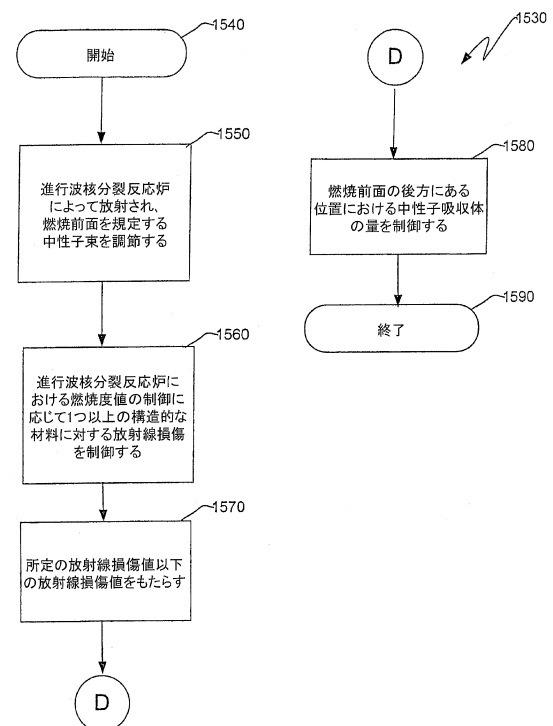 1540
開始
1550
進行波核分裂反応炉
によって放射され、
燃焼前面を規定する
中性子束を調節する
1560
進行波核分裂反応炉に
おける燃焼度値の制御に
応じて1つ以上の構造的な
材料に対する放射線損傷
を制御する
1570
所定の放射線損傷値以下
の放射線損傷値をもたらす
D
1530
D
1580
燃焼前面の後方にある
位置における中性子吸収体
の量を制御する
1590
終了